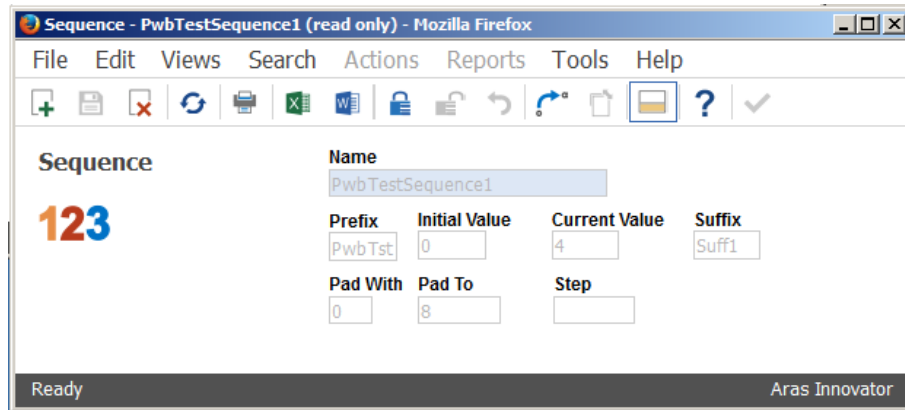 Sequence - PwbTestSequence1 (read only) - Mozilla Firefox
File Edit Views Search Actions Reports Tools Help
Sequence
123
Name
PwbTestSequence1
Prefix Initial Value Current Value Suffix
PwbTst 0 4 Suff1
Pad With Pad To Step
0 8
Ready Aras Innovator